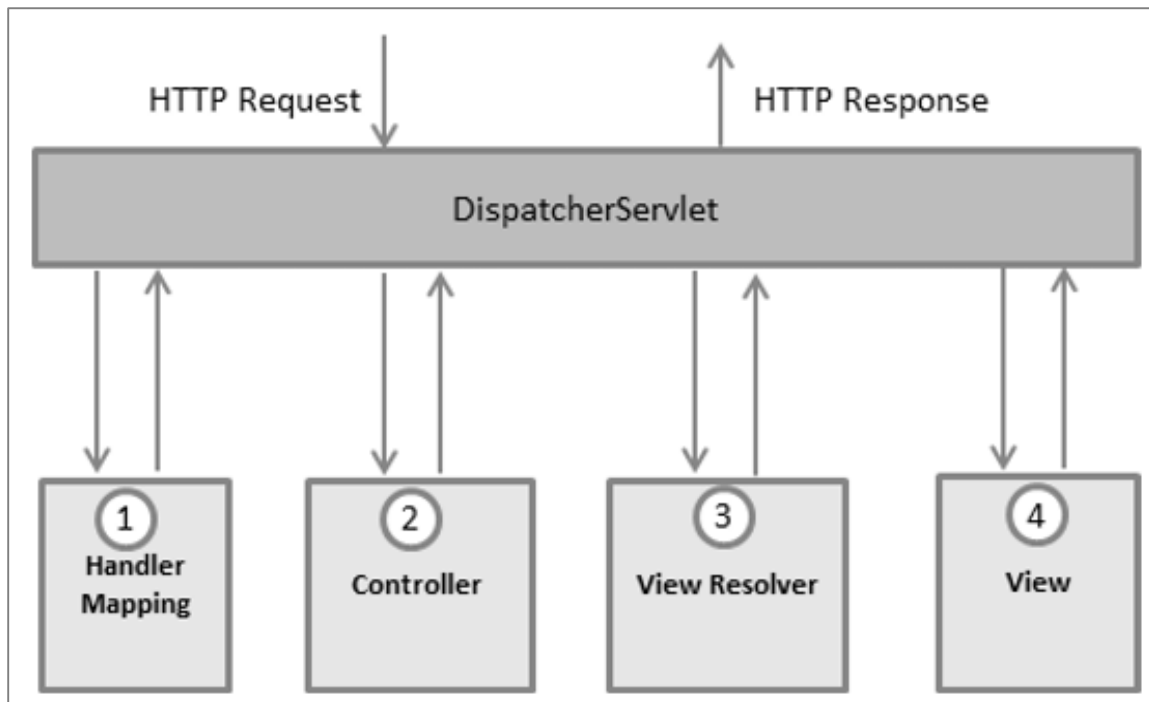 HTTP Request
HTTP Response
DispatcherServlet
1
Handler
Mapping
2
Controller
3
View Resolver
4
View